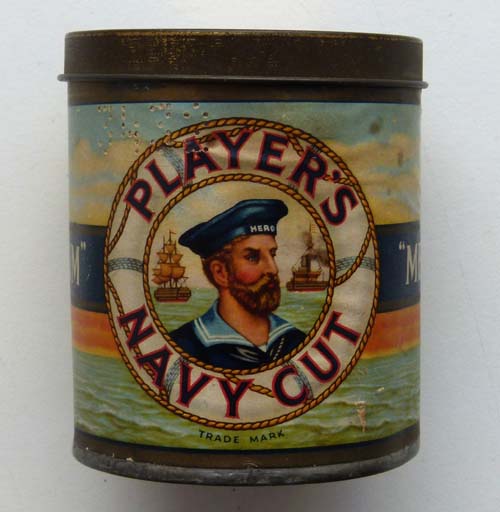 PLAYER'S
HERO
M"
"M
NAVY CUT
TRADE MARK